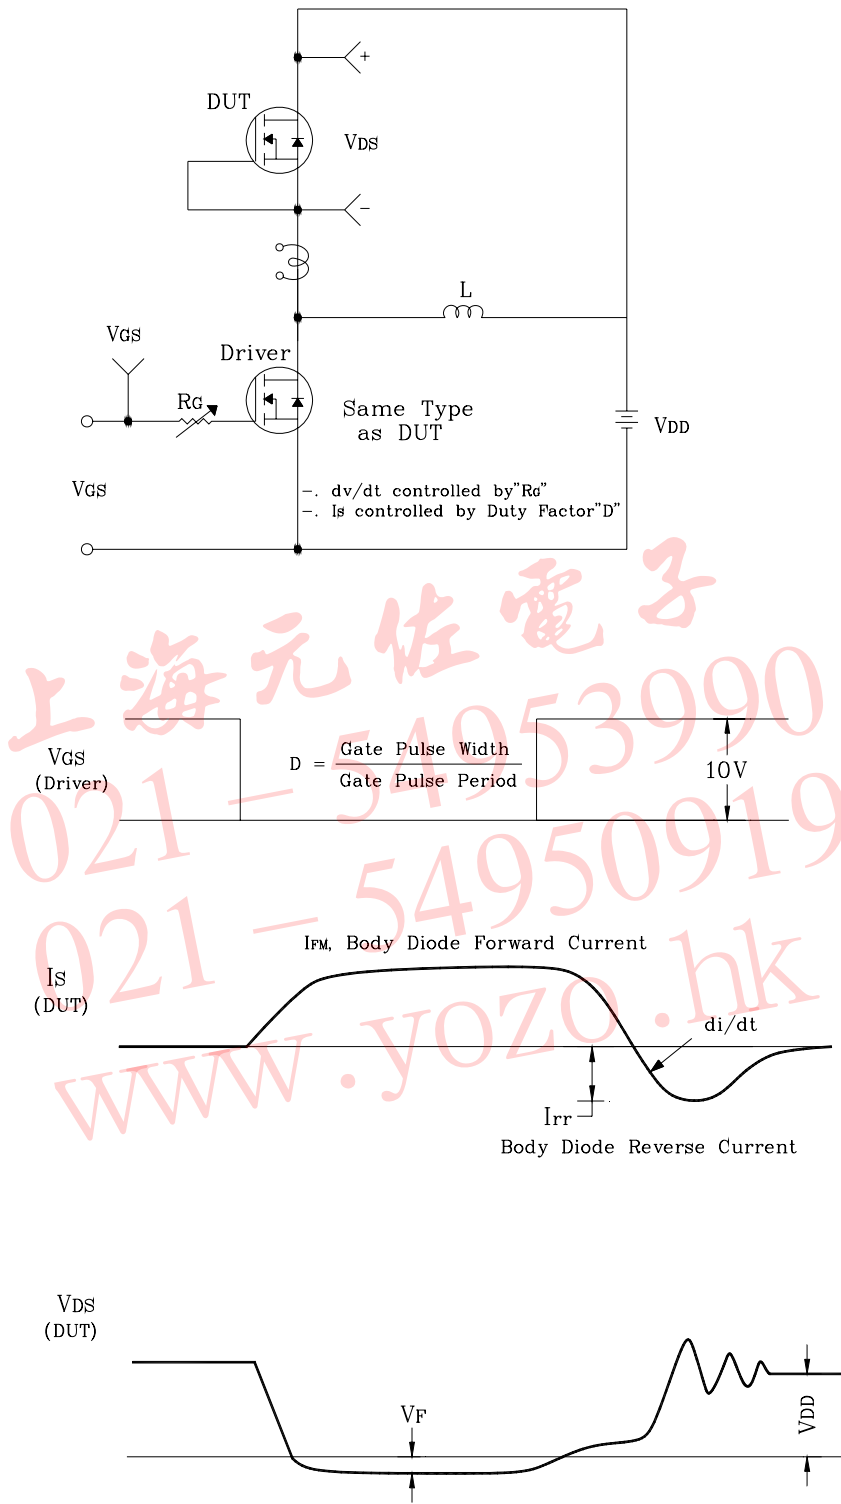 +
DUT
VDS
−
L
VGS
Driver
RG
Same Type
as DUT
VDD
VGS
−. dv/dt controlled by"RG"
−. Is controlled by Duty Factor"D"
上海元佐電子
021－54953990
VGS
(Driver)
D =
Gate Pulse Width
Gate Pulse Period
10V
021－54950919
IFM, Body Diode Forward Current
IS
(DUT)
www.yozo.hk
di/dt
Irr
Body Diode Reverse Current
VDS
(DUT)
VF
VDD